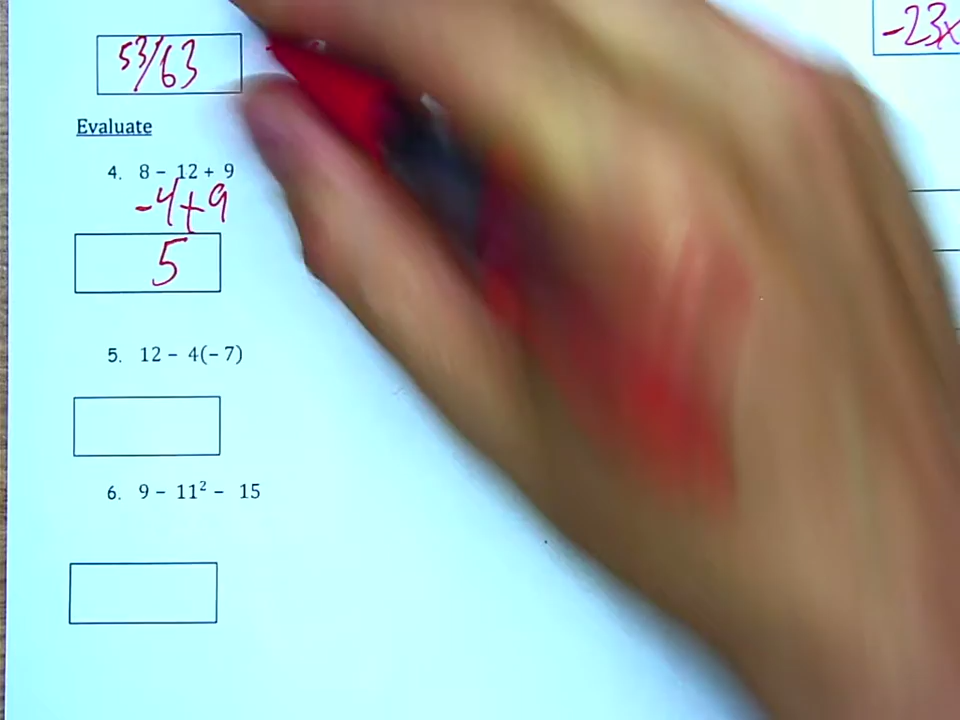 -23x
53/63
Evaluate
4. 8 - 12 + 9
-4+9
5
5. 12 - 4(- 7)
6. 9 - 11² - 15